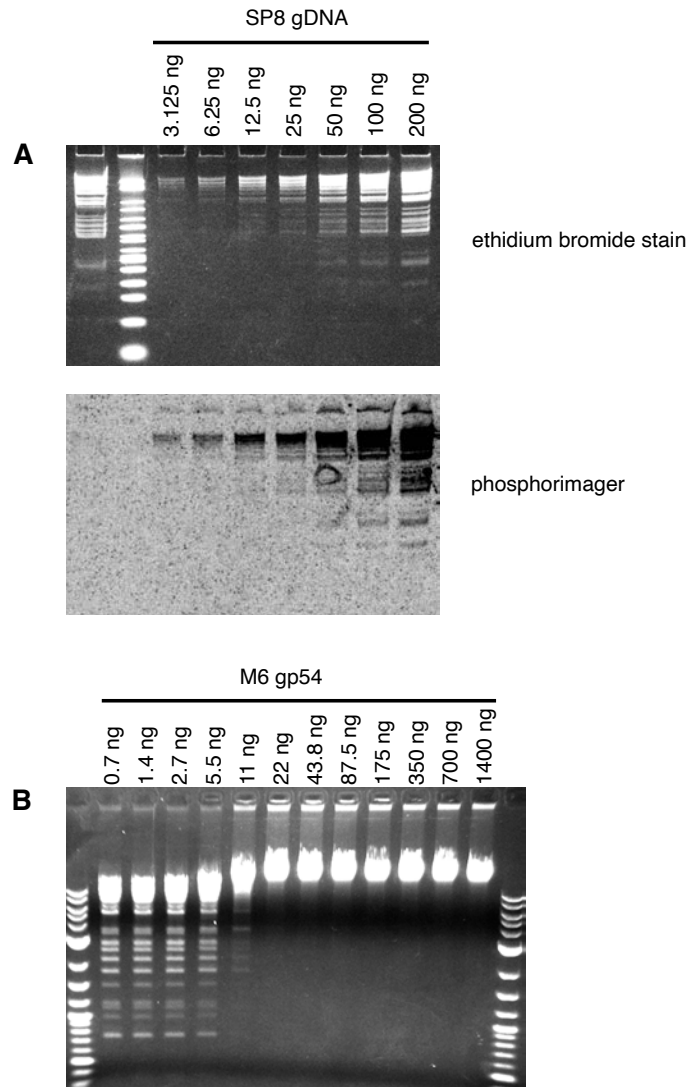 SP8 gDNA
3.125 ng
6.25 ng
12.5 ng
25 ng
50 ng
100 ng
200 ng
A
ethidium bromide stain
phosphorimager
M6 gp54
0.7 ng
1.4 ng
2.7 ng
5.5 ng
11 ng
22 ng
43.8 ng
87.5 ng
175 ng
350 ng
700 ng
1400 ng
B